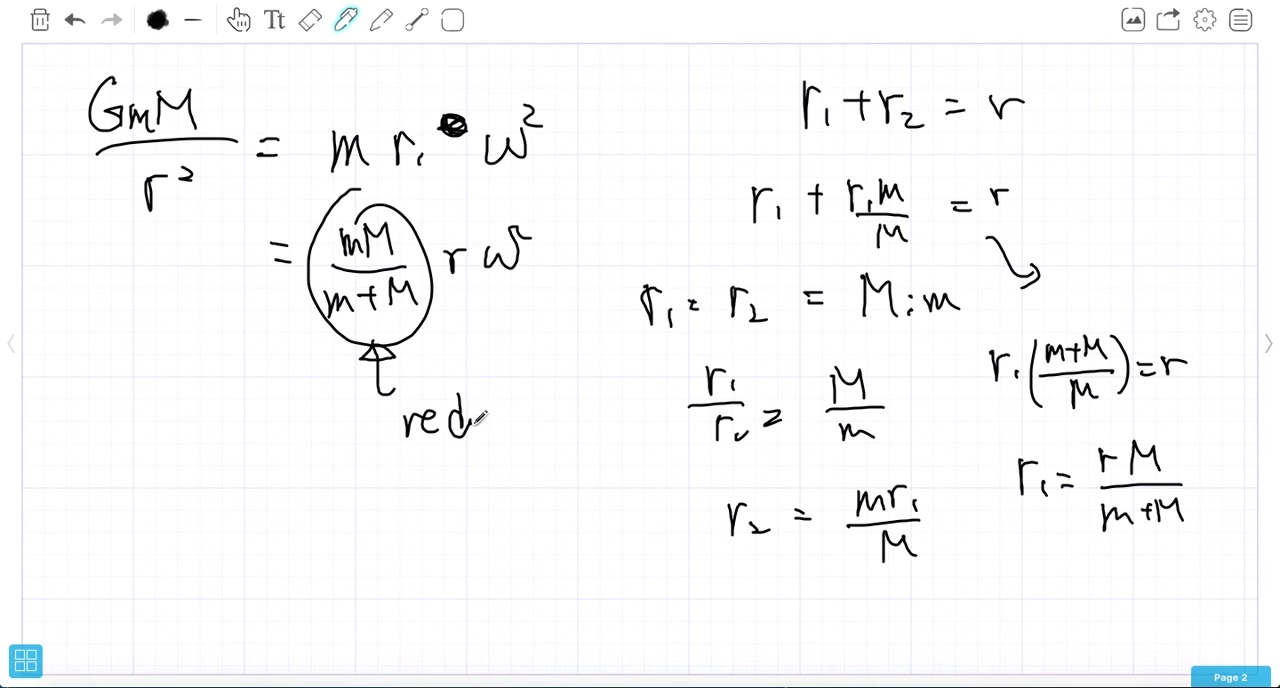 Tt
GmM/r² = m r₁ ω²
= mM/(m+M) r ω²
red
r₁ + r₂ = r
r₁ + r₁m/M = r
r₁ : r₂ = M : m
r₁/r₂ = M/m
r₂ = mr₁/M
r₁((m+M)/M) = r
r₁ = rM/(m+M)
Page 2